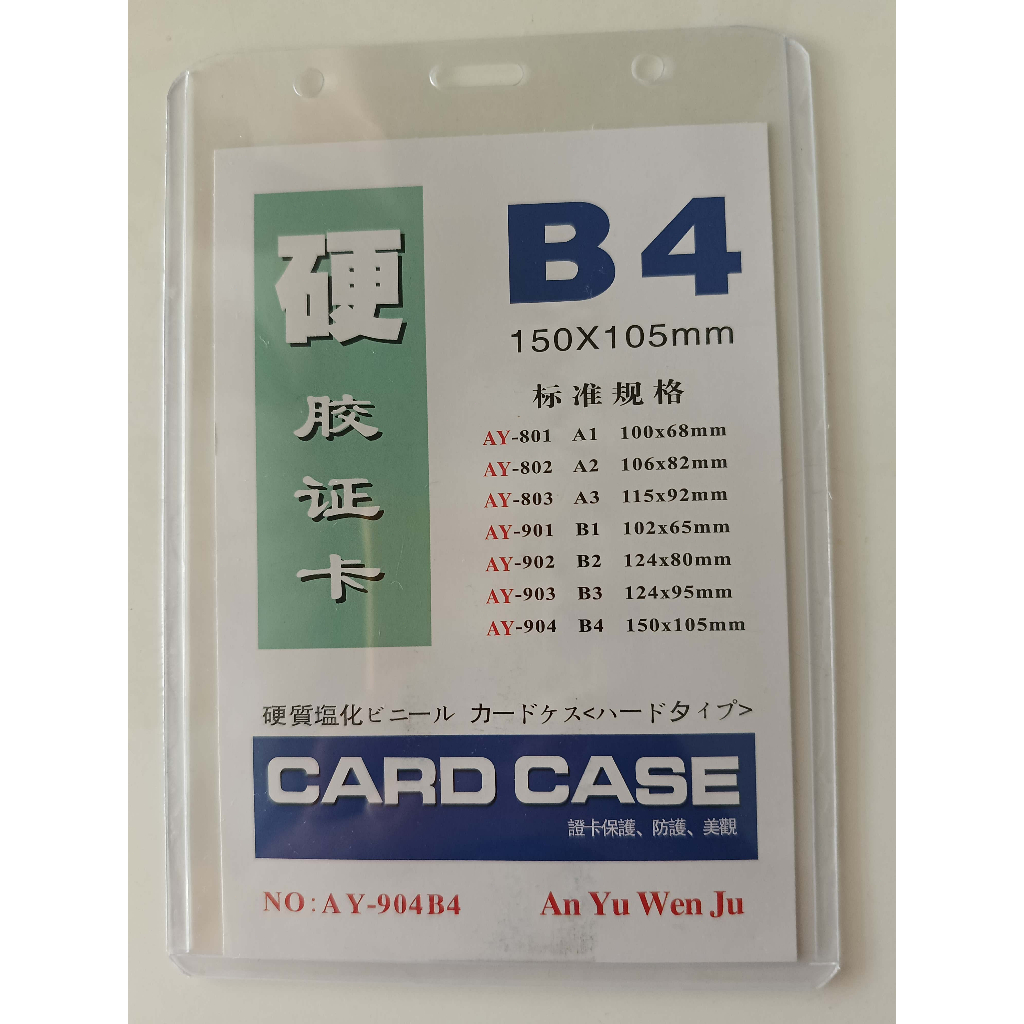 硬
胶
证
卡
B4
150X105mm
标准规格
AY-801 A1 100x68mm
AY-802 A2 106x82mm
AY-803 A3 115x92mm
AY-901 B1 102x65mm
AY-902 B2 124x80mm
AY-903 B3 124x95mm
AY-904 B4 150x105mm
硬質塩化ビニール カードケス<ハードタイプ>
CARD CASE
證卡保護、防護、美觀
NO:AY-904B4 An Yu Wen Ju